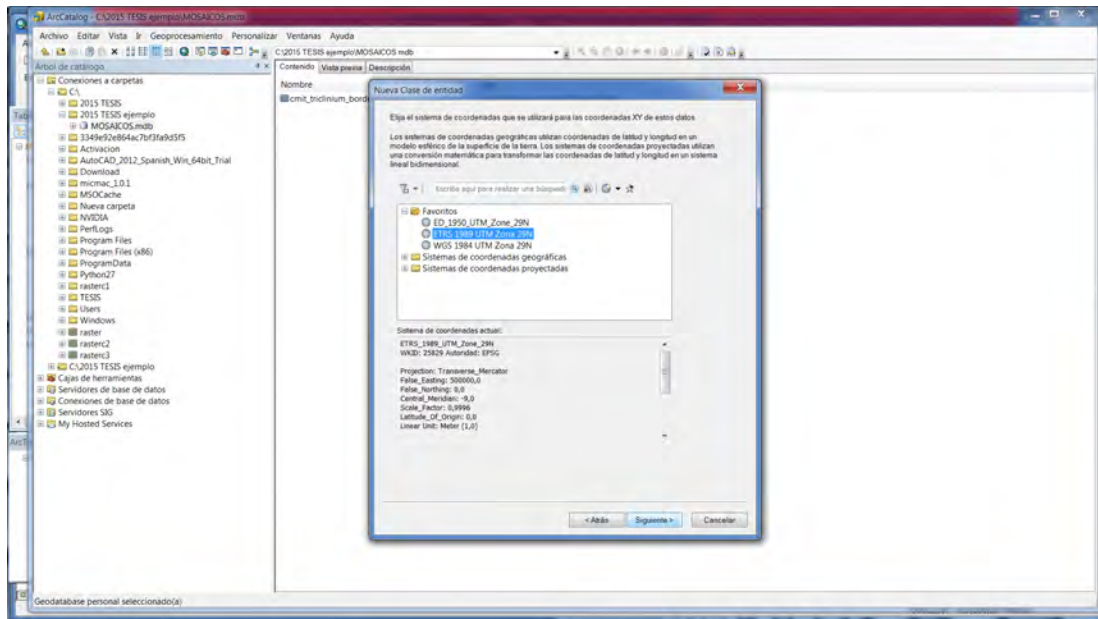 ArcCatalog - C:\2015 TESIS ejemplo\MOSAICOS.mdb
Archivo Editar Vista Ir Geoprocesamiento Personalizar Ventanas Ayuda
C:\2015 TESIS ejemplo\MOSAICOS.mdb
Árbol de catálogo
Conexiones a carpetas
C:\
2015 TESIS
2015 TESIS ejemplo
MOSAICOS.mdb
3349e92e864ac7bf3fa9d5f5
Activacion
AutoCAD_2012_Spanish_Win_64bit_Trial
Download
micmac_1.0.1
MSOCache
Nueva carpeta
NVIDIA
PerfLogs
Program Files
Program Files (x86)
ProgramData
Python27
rasterc1
TESIS
Users
Windows
raster
rasterc2
rasterc3
C:\2015 TESIS ejemplo
Cajas de herramientas
Servidores de base de datos
Conexiones de base de datos
Servidores SIG
My Hosted Services
Contenido Vista previa Descripción
Nombre
cmit_triclinium_bord
Nueva Clase de entidad
Elija el sistema de coordenadas que se utilizará para las coordenadas XY de estos datos.
Los sistemas de coordenadas geográficas utilizan coordenadas de latitud y longitud en un
modelo esférico de la superficie de la tierra. Los sistemas de coordenadas proyectadas utilizan
una conversión matemática para transformar las coordenadas de latitud y longitud en un sistema
lineal bidimensional.
Escriba aquí para realizar una búsqued
Favoritos
ED_1950_UTM_Zone_29N
ETRS 1989 UTM Zona 29N
WGS 1984 UTM Zona 29N
Sistemas de coordenadas geográficas
Sistemas de coordenadas proyectadas
Sistema de coordenadas actual:
ETRS_1989_UTM_Zone_29N
WKID: 25829 Autoridad: EPSG
Projection: Transverse_Mercator
False_Easting: 500000,0
False_Northing: 0,0
Central_Meridian: -9,0
Scale_Factor: 0,9996
Latitude_Of_Origin: 0,0
Linear Unit: Meter (1,0)
< Atrás Siguiente > Cancelar
Geodatabase personal seleccionado(a)